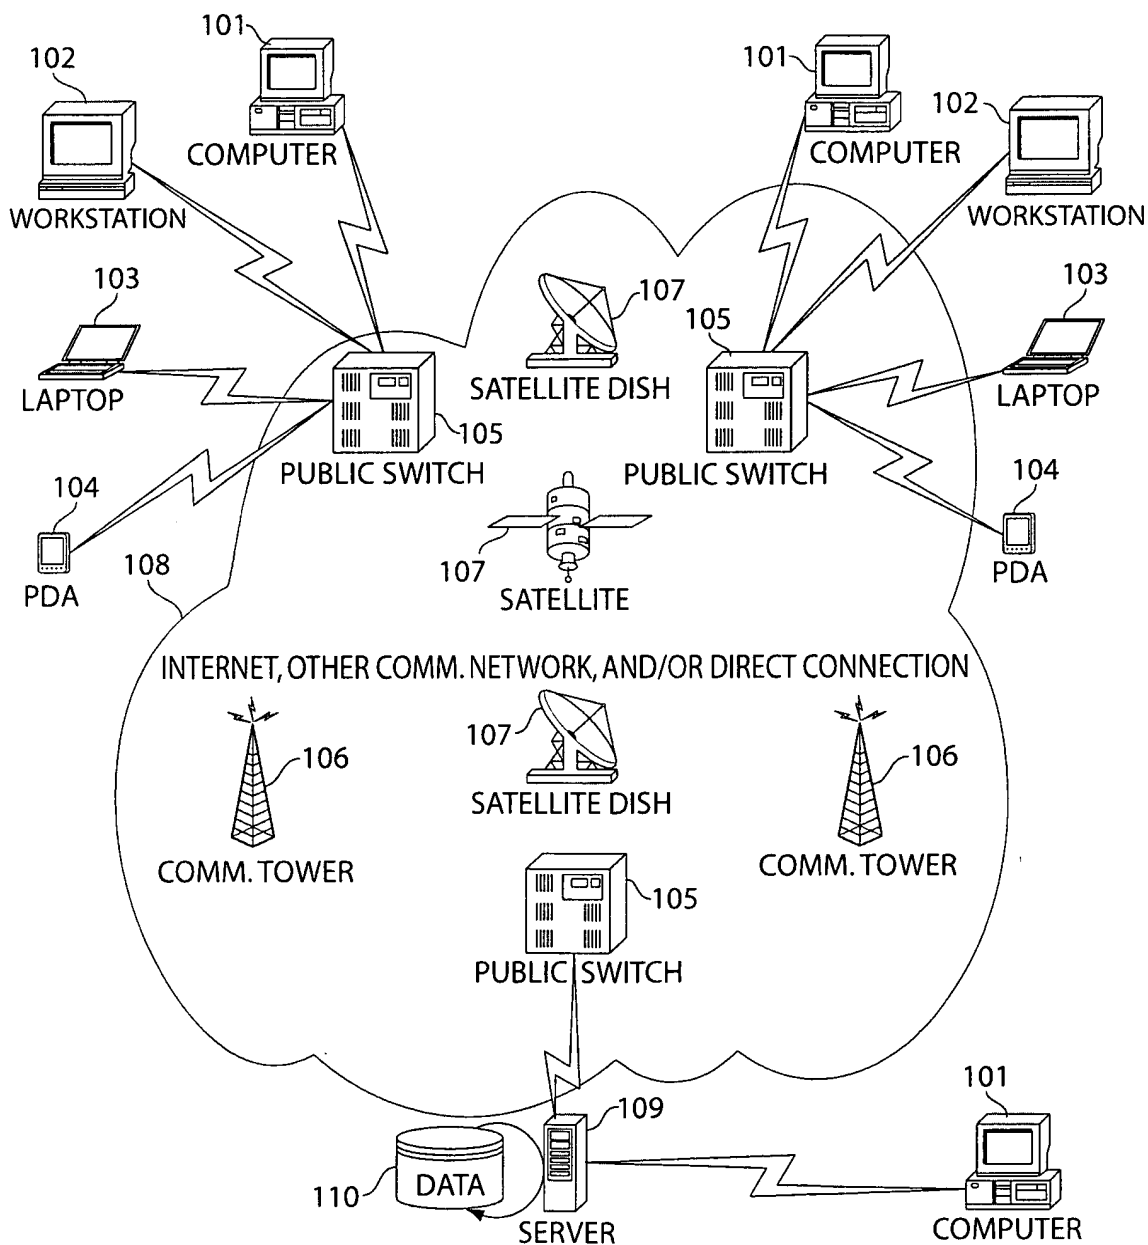 101
102
COMPUTER
WORKSTATION
101
102
COMPUTER
WORKSTATION
103
LAPTOP
107
SATELLITE DISH
105
103
LAPTOP
105
PUBLIC SWITCH
PUBLIC SWITCH
104
PDA
107
SATELLITE
104
PDA
108
INTERNET, OTHER COMM. NETWORK, AND/OR DIRECT CONNECTION
106
COMM. TOWER
107
SATELLITE DISH
106
COMM. TOWER
105
PUBLIC SWITCH
109
110
DATA
SERVER
101
COMPUTER